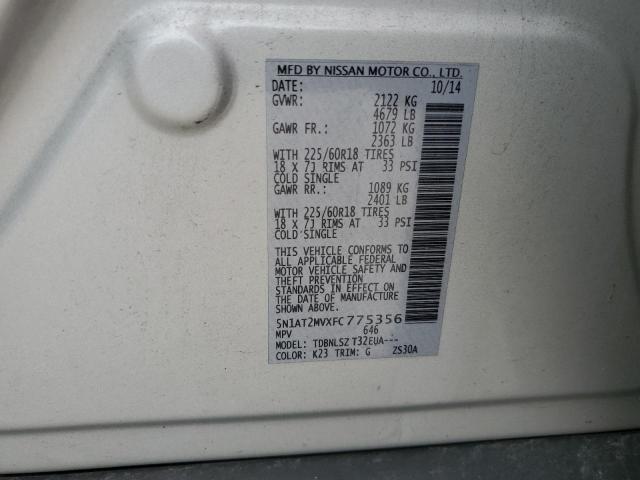 MFD BY NISSAN MOTOR CO., LTD.
DATE: 10/14
GVWR: 2122 KG
4679 LB
GAWR FR.: 1072 KG
2363 LB
WITH 225/60R18 TIRES
18 X 7J RIMS AT 33 PSI
COLD SINGLE
GAWR RR.: 1089 KG
2401 LB
WITH 225/60R18 TIRES
18 X 7J RIMS AT 33 PSI
COLD SINGLE
THIS VEHICLE CONFORMS TO
ALL APPLICABLE FEDERAL
MOTOR VEHICLE SAFETY AND
THEFT PREVENTION
STANDARDS IN EFFECT ON
THE DATE OF MANUFACTURE
SHOWN ABOVE.
5N1AT2MVXFC775356
MPV 646
MODEL: TDBNLSZ T32EUA---
COLOR: K23 TRIM: G ZS30A